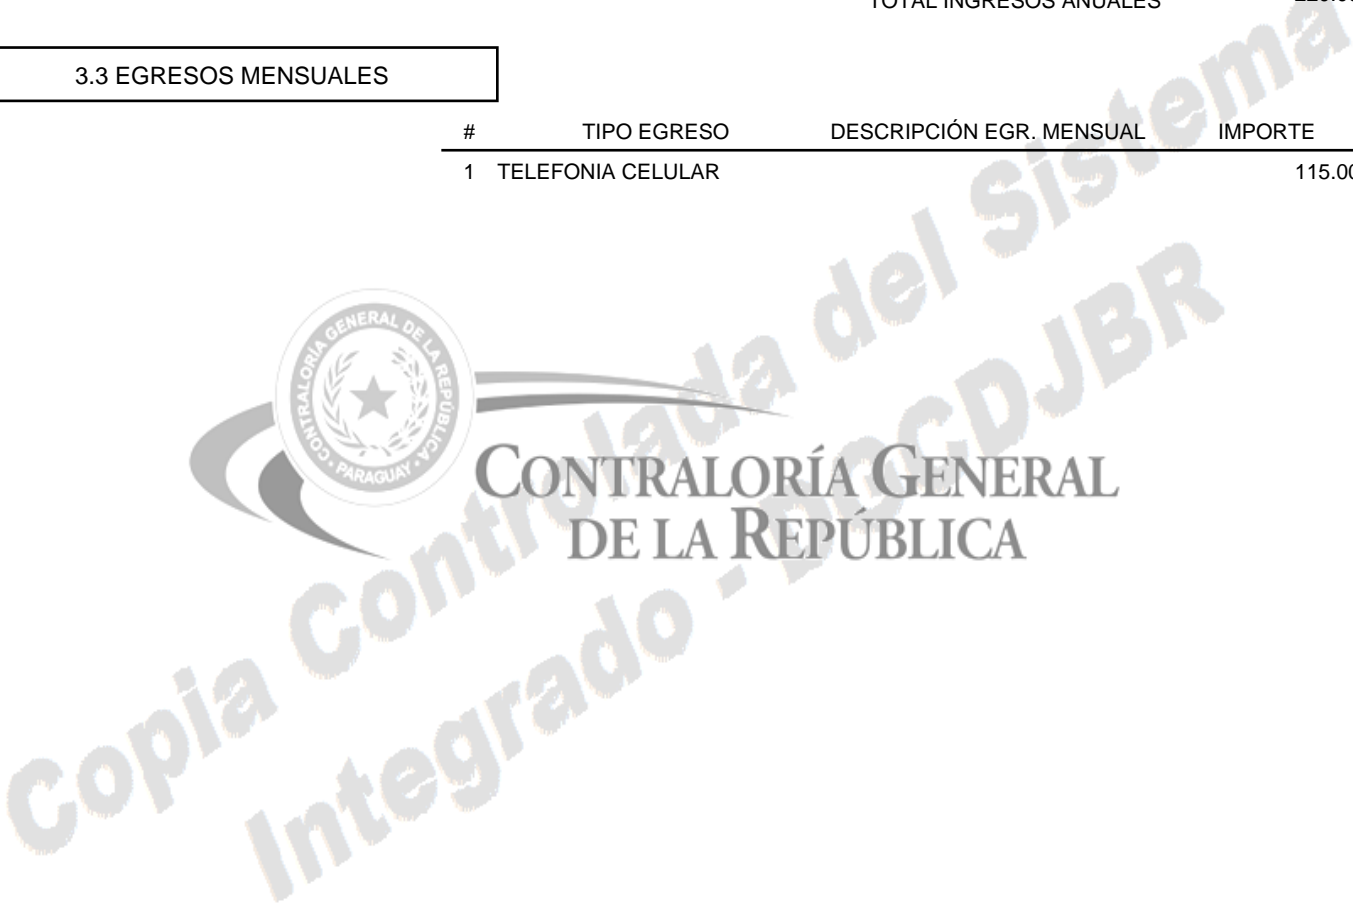 TOTAL INGRESOS ANUALES
3.3 EGRESOS MENSUALES
# TIPO EGRESO DESCRIPCIÓN EGR. MENSUAL IMPORTE
1 TELEFONIA CELULAR 115.00
CONTRALORÍA GENERAL DE LA REPÚBLICA
· PARAGUAY ·
CONTRALORÍA GENERAL
DE LA REPÚBLICA
Copia Controlada del Sistema
Integrado - DGCDJBR